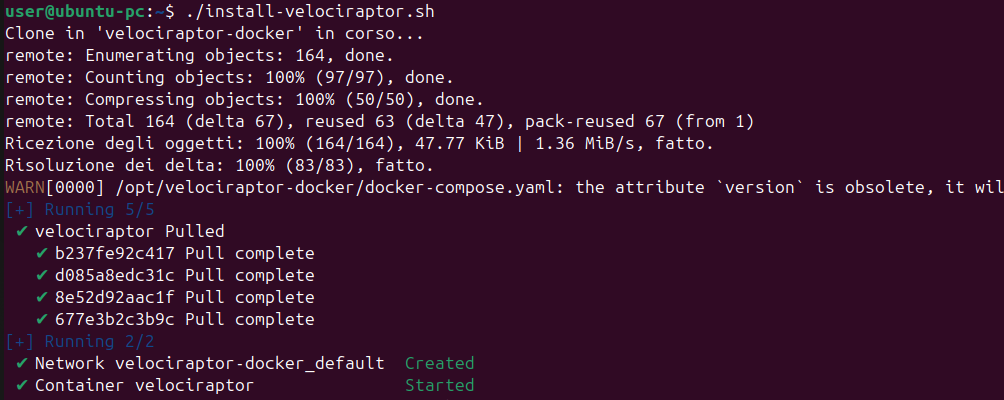 user@ubuntu-pc:~$ ./install-velociraptor.sh
Clone in 'velociraptor-docker' in corso...
remote: Enumerating objects: 164, done.
remote: Counting objects: 100% (97/97), done.
remote: Compressing objects: 100% (50/50), done.
remote: Total 164 (delta 67), reused 63 (delta 47), pack-reused 67 (from 1)
Ricezione degli oggetti: 100% (164/164), 47.77 KiB | 1.36 MiB/s, fatto.
Risoluzione dei delta: 100% (83/83), fatto.
WARN[0000] /opt/velociraptor-docker/docker-compose.yaml: the attribute `version` is obsolete, it wil
[+] Running 5/5
✔ velociraptor Pulled
✔ b237fe92c417 Pull complete
✔ d085a8edc31c Pull complete
✔ 8e52d92aac1f Pull complete
✔ 677e3b2c3b9c Pull complete
[+] Running 2/2
✔ Network velociraptor-docker_default Created
✔ Container velociraptor Started